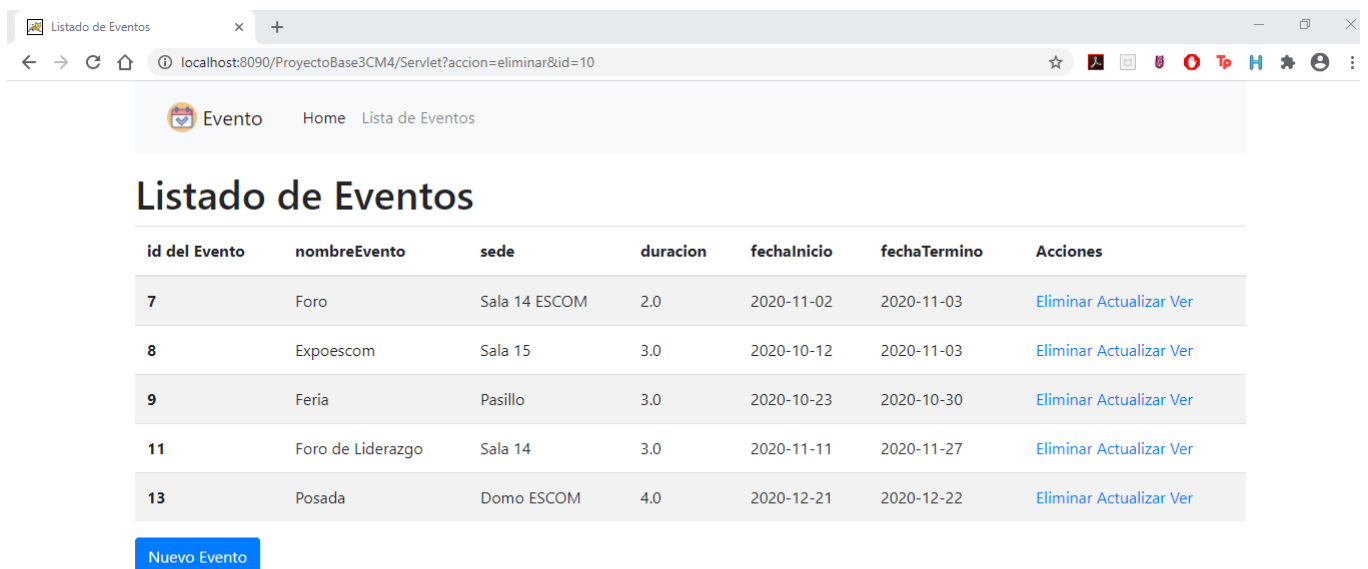 Listado de Eventos
localhost:8090/ProyectoBase3CM4/Servlet?accion=eliminar&id=10
Evento Home Lista de Eventos
Listado de Eventos
id del Evento nombreEvento sede duracion fechaInicio fechaTermino Acciones
7 Foro Sala 14 ESCOM 2.0 2020-11-02 2020-11-03 Eliminar Actualizar Ver
8 Expoescom Sala 15 3.0 2020-10-12 2020-11-03 Eliminar Actualizar Ver
9 Feria Pasillo 3.0 2020-10-23 2020-10-30 Eliminar Actualizar Ver
11 Foro de Liderazgo Sala 14 3.0 2020-11-11 2020-11-27 Eliminar Actualizar Ver
13 Posada Domo ESCOM 4.0 2020-12-21 2020-12-22 Eliminar Actualizar Ver
Nuevo Evento